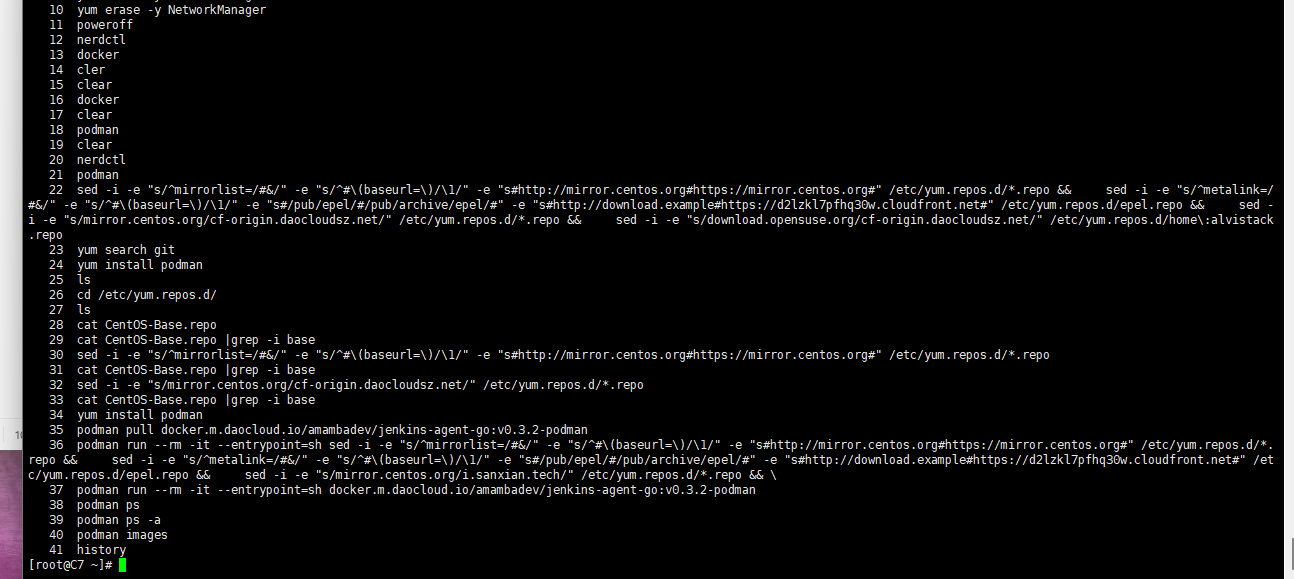 10 yum erase -y NetworkManager
11 poweroff
12 nerdctl
13 docker
14 cler
15 clear
16 docker
17 clear
18 podman
19 clear
20 nerdctl
21 podman
22 sed -i -e "s/^mirrorlist=/#&/" -e "s/^#\(baseurl=\)/\1/" -e "s#http://mirror.centos.org#https://mirror.centos.org#" /etc/yum.repos.d/*.repo &&     sed -i -e "s/^metalink=/
#&/" -e "s/^#\(baseurl=\)/\1/" -e "s#/pub/epel/#/pub/archive/epel/#" -e "s#http://download.example#https://d2lzkl7pfhq30w.cloudfront.net#" /etc/yum.repos.d/epel.repo &&     sed -
i -e "s/mirror.centos.org/cf-origin.daocloudsz.net/" /etc/yum.repos.d/*.repo &&     sed -i -e "s/download.opensuse.org/cf-origin.daocloudsz.net/" /etc/yum.repos.d/home\:alvistack
.repo
23 yum search git
24 yum install podman
25 ls
26 cd /etc/yum.repos.d/
27 ls
28 cat CentOS-Base.repo
29 cat CentOS-Base.repo |grep -i base
30 sed -i -e "s/^mirrorlist=/#&/" -e "s/^#\(baseurl=\)/\1/" -e "s#http://mirror.centos.org#https://mirror.centos.org#" /etc/yum.repos.d/*.repo
31 cat CentOS-Base.repo |grep -i base
32 sed -i -e "s/mirror.centos.org/cf-origin.daocloudsz.net/" /etc/yum.repos.d/*.repo
33 cat CentOS-Base.repo |grep -i base
34 yum install podman
35 podman pull docker.m.daocloud.io/amambadev/jenkins-agent-go:v0.3.2-podman
36 podman run --rm -it --entrypoint=sh sed -i -e "s/^mirrorlist=/#&/" -e "s/^#\(baseurl=\)/\1/" -e "s#http://mirror.centos.org#https://mirror.centos.org#" /etc/yum.repos.d/*.
repo &&     sed -i -e "s/^metalink=/#&/" -e "s/^#\(baseurl=\)/\1/" -e "s#/pub/epel/#/pub/archive/epel/#" -e "s#http://download.example#https://d2lzkl7pfhq30w.cloudfront.net#" /et
c/yum.repos.d/epel.repo &&     sed -i -e "s/mirror.centos.org/i.sanxian.tech/" /etc/yum.repos.d/*.repo && \
37 podman run --rm -it --entrypoint=sh docker.m.daocloud.io/amambadev/jenkins-agent-go:v0.3.2-podman
38 podman ps
39 podman ps -a
40 podman images
41 history
[root@C7 ~]#